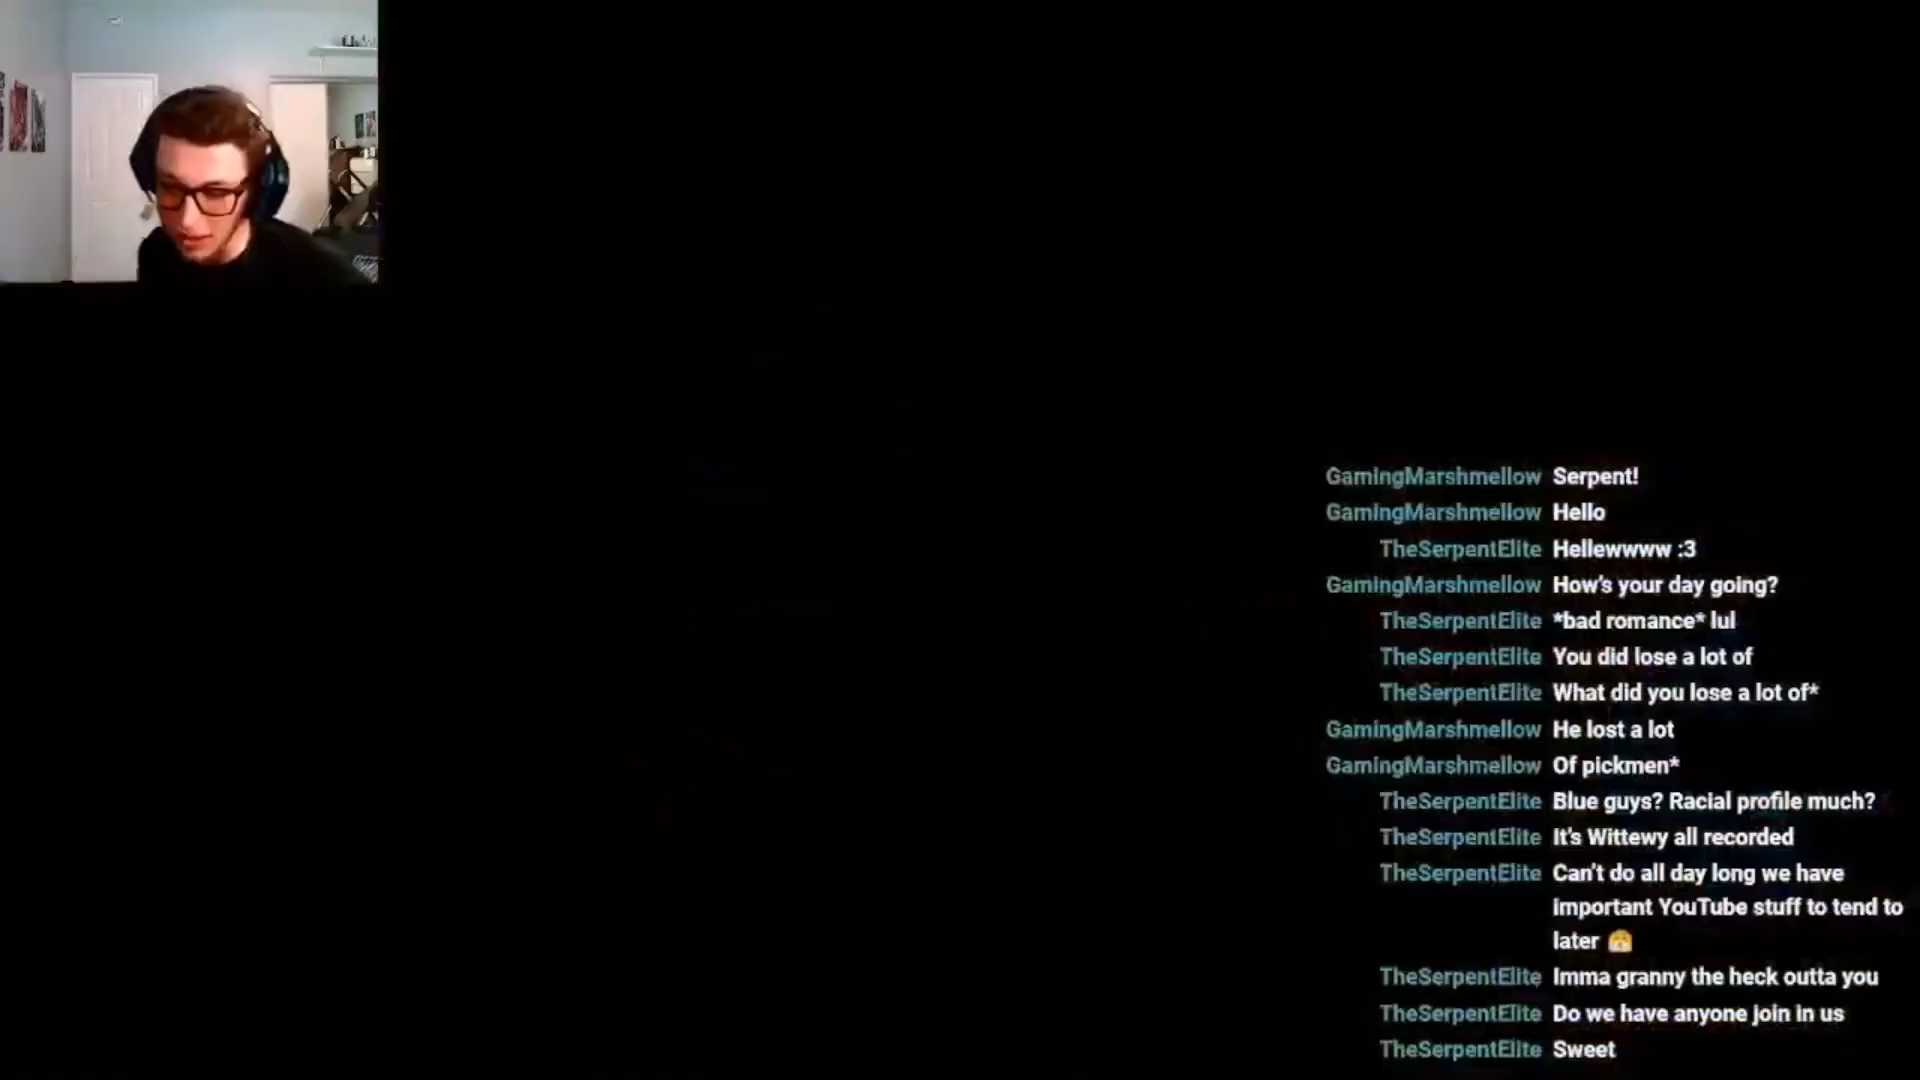 GamingMarshmellow Serpent!
GamingMarshmellow Hello
TheSerpentElite Hellewwww :3
GamingMarshmellow How's your day going?
TheSerpentElite *bad romance* lul
TheSerpentElite You did lose a lot of
TheSerpentElite What did you lose a lot of*
GamingMarshmellow He lost a lot
GamingMarshmellow Of pickmen*
TheSerpentElite Blue guys? Racial profile much?
TheSerpentElite It's Wittewy all recorded
TheSerpentElite Can't do all day long we have
important YouTube stuff to tend to
later 😤
TheSerpentElite Imma granny the heck outta you
TheSerpentElite Do we have anyone join in us
TheSerpentElite Sweet